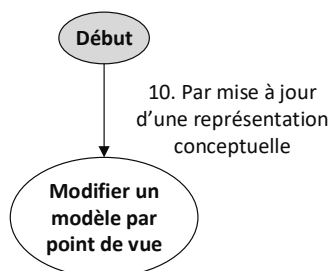 Début
10. Par mise à jour
d'une représentation
conceptuelle
Modifier un
modèle par
point de vue